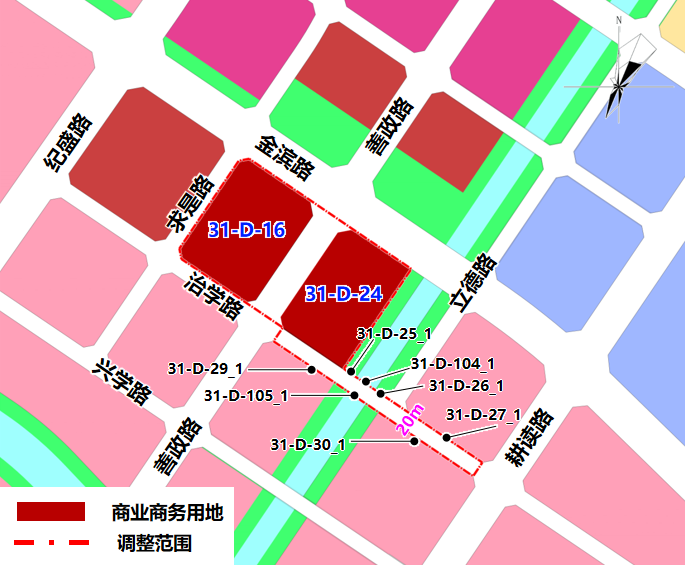 N
纪盛路
金滨路
善政路
求是路
31-D-16
治学路
31-D-24
立德路
31-D-25_1
31-D-104_1
31-D-29_1
31-D-26_1
31-D-105_1
兴学路
20m
31-D-27_1
善政路
31-D-30_1
耕读路
商业商务用地
调整范围